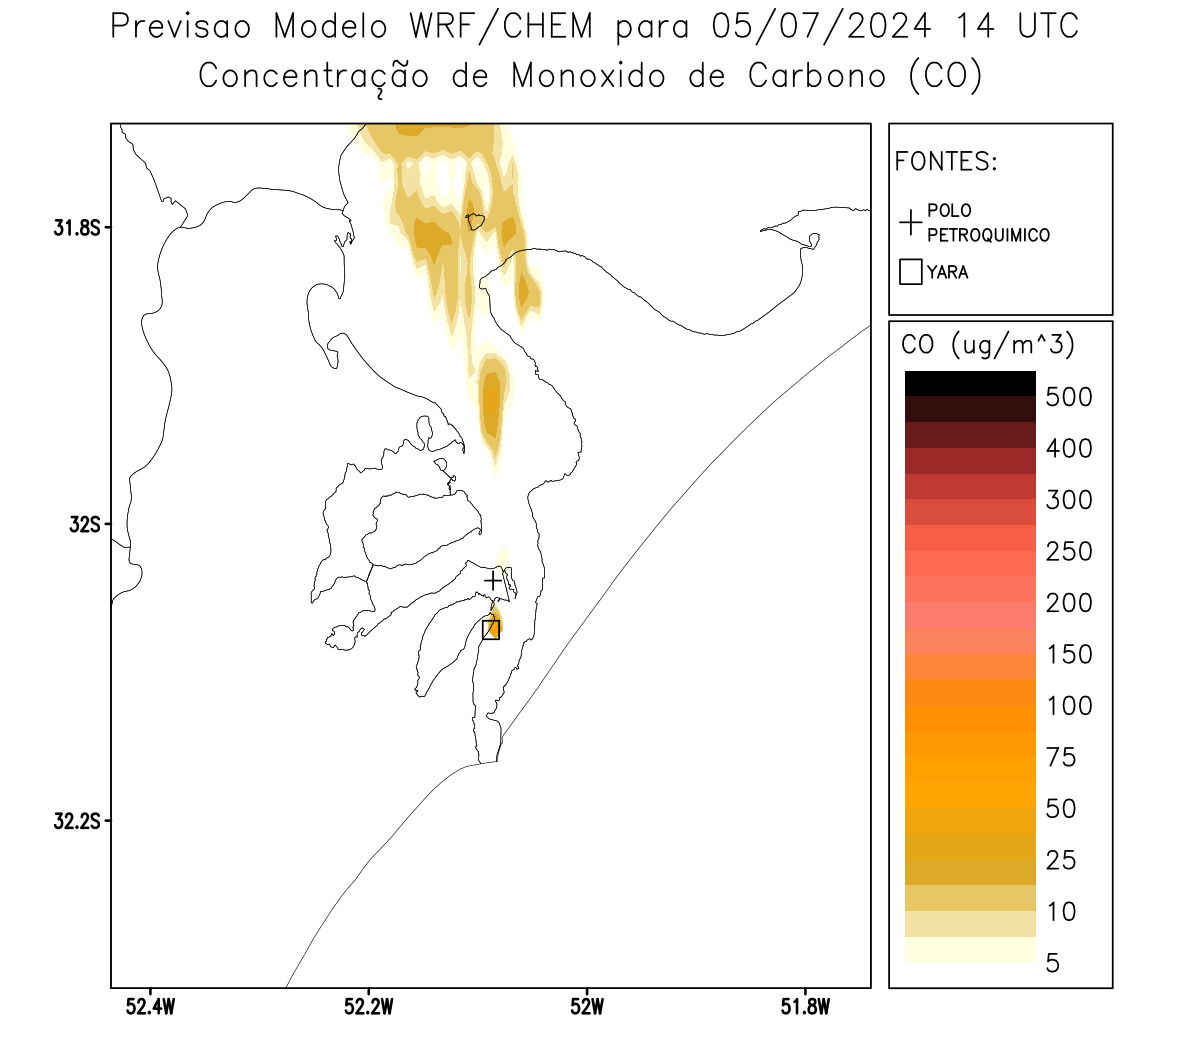 Previsao Modelo WRF/CHEM para 05/07/2024 14 UTC
Concentração de Monoxido de Carbono (CO)
FONTES:
POLO
PETROQUIMICO
YARA
CO (ug/m^3)
500
400
300
250
200
150
100
75
50
25
10
5
31.8S
32S
32.2S
52.4W
52.2W
52W
51.8W